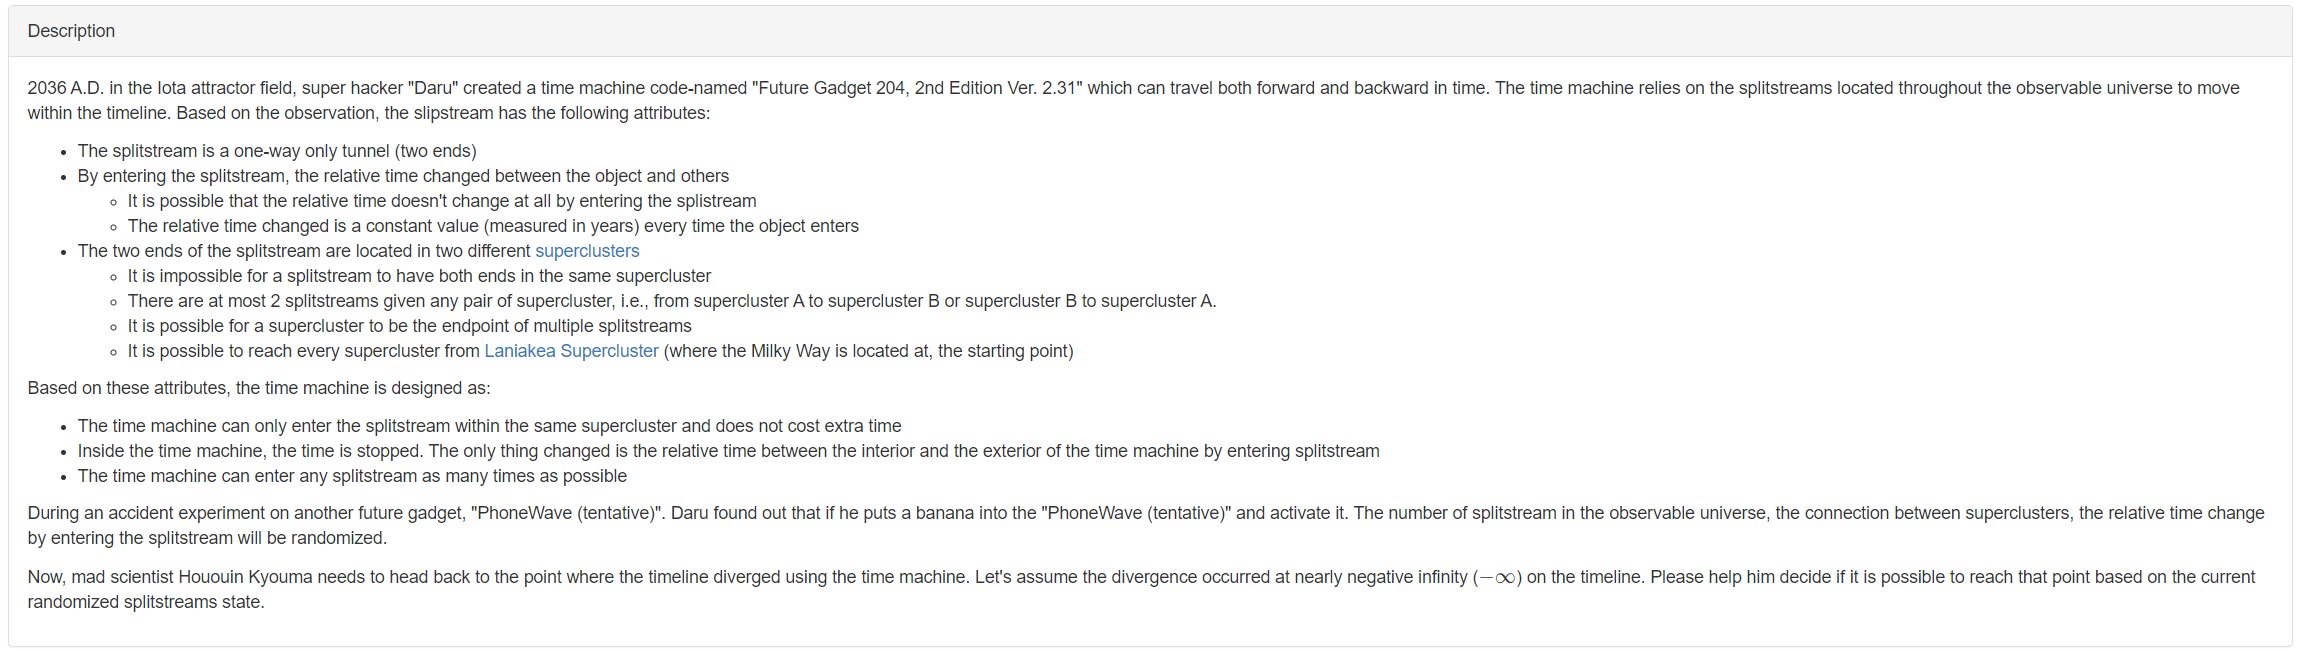 Description
2036 A.D. in the Iota attractor field, super hacker "Daru" created a time machine code-named "Future Gadget 204, 2nd Edition Ver. 2.31" which can travel both forward and backward in time. The time machine relies on the splitstreams located throughout the observable universe to move
within the timeline. Based on the observation, the slipstream has the following attributes:
• The splitstream is a one-way only tunnel (two ends)
• By entering the splitstream, the relative time changed between the object and others
◦ It is possible that the relative time doesn't change at all by entering the splistream
◦ The relative time changed is a constant value (measured in years) every time the object enters
• The two ends of the splitstream are located in two different superclusters
◦ It is impossible for a splitstream to have both ends in the same supercluster
◦ There are at most 2 splitstreams given any pair of supercluster, i.e., from supercluster A to supercluster B or supercluster B to supercluster A.
◦ It is possible for a supercluster to be the endpoint of multiple splitstreams
◦ It is possible to reach every supercluster from Laniakea Supercluster (where the Milky Way is located at, the starting point)
Based on these attributes, the time machine is designed as:
• The time machine can only enter the splitstream within the same supercluster and does not cost extra time
• Inside the time machine, the time is stopped. The only thing changed is the relative time between the interior and the exterior of the time machine by entering splitstream
• The time machine can enter any splitstream as many times as possible
During an accident experiment on another future gadget, "PhoneWave (tentative)". Daru found out that if he puts a banana into the "PhoneWave (tentative)" and activate it. The number of splitstream in the observable universe, the connection between superclusters, the relative time change
by entering the splitstream will be randomized.
Now, mad scientist Hououin Kyouma needs to head back to the point where the timeline diverged using the time machine. Let's assume the divergence occurred at nearly negative infinity (−∞) on the timeline. Please help him decide if it is possible to reach that point based on the current
randomized splitstreams state.